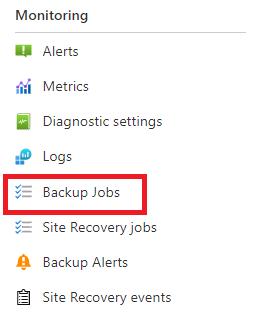 Monitoring
Alerts
Metrics
Diagnostic settings
Logs
Backup Jobs
Site Recovery jobs
Backup Alerts
Site Recovery events